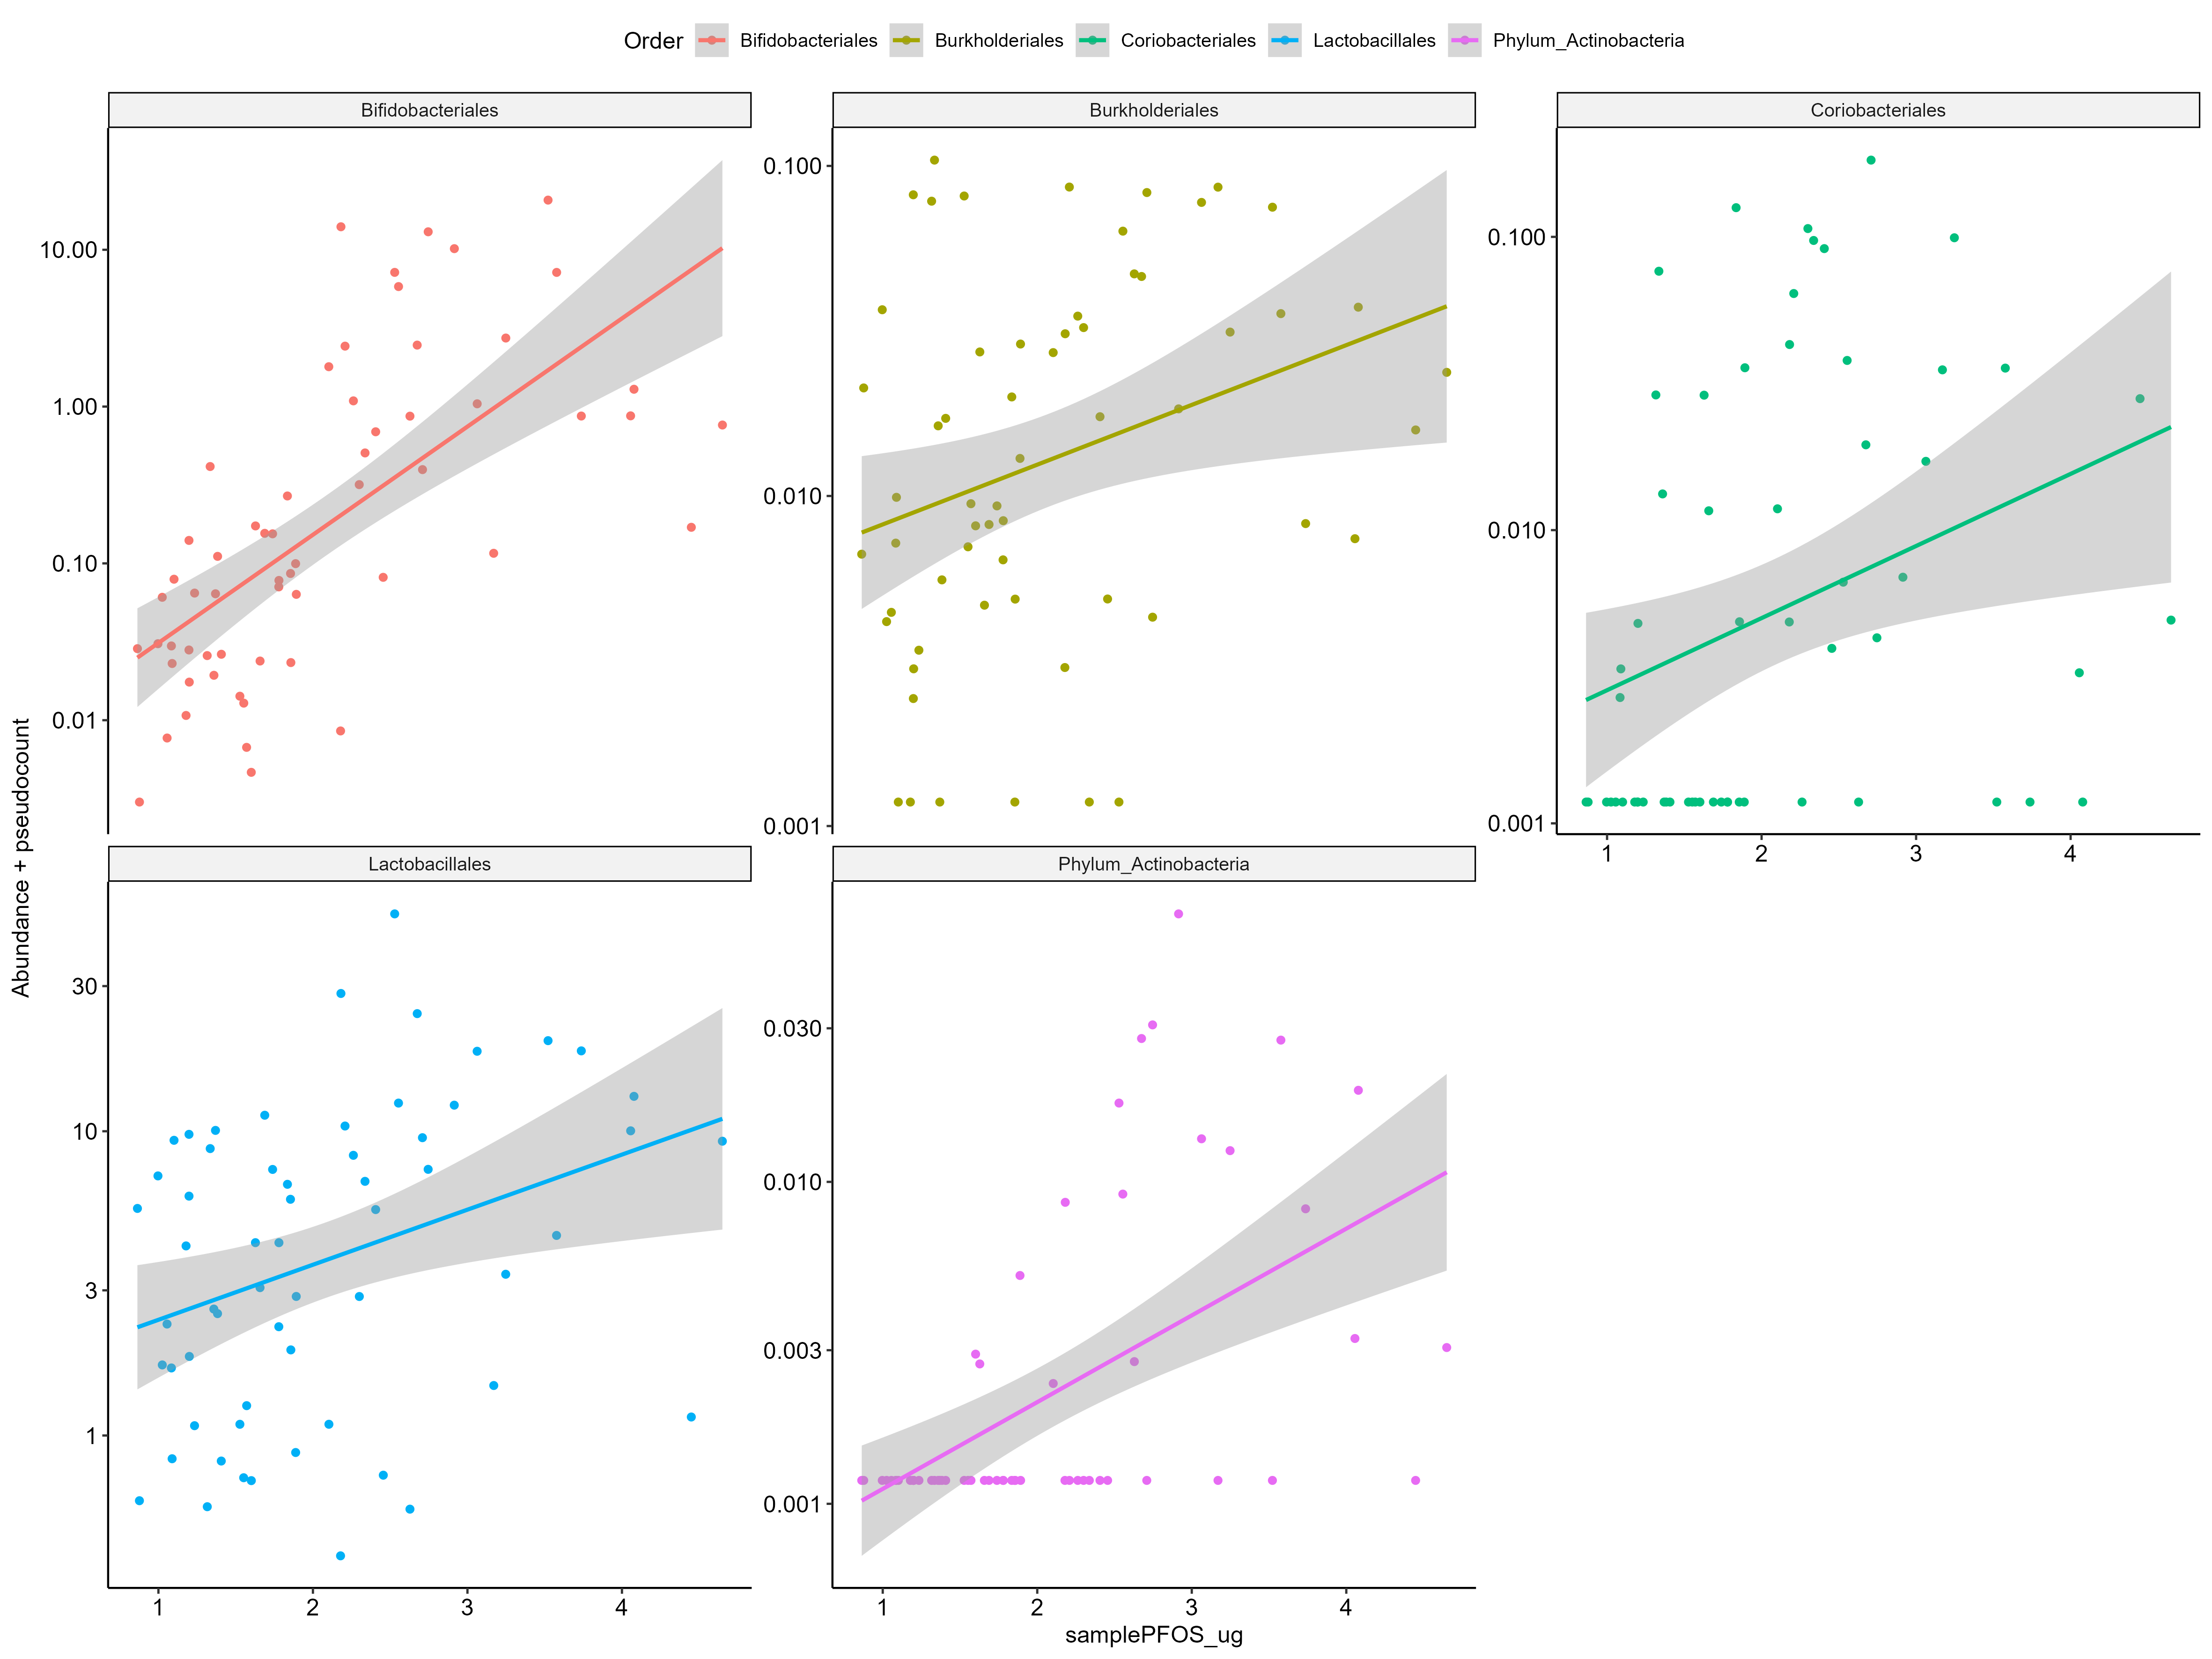 Order Bifidobacteriales Burkholderiales Coriobacteriales Lactobacillales Phylum_Actinobacteria
Bifidobacteriales
10.00
1.00
0.10
0.01
Burkholderiales
0.100
0.010
0.001
Coriobacteriales
0.100
0.010
0.001
1 2 3 4
Lactobacillales
30
10
3
1
1 2 3 4
Phylum_Actinobacteria
0.030
0.010
0.003
0.001
1 2 3 4
Abundance + pseudocount
samplePFOS_ug